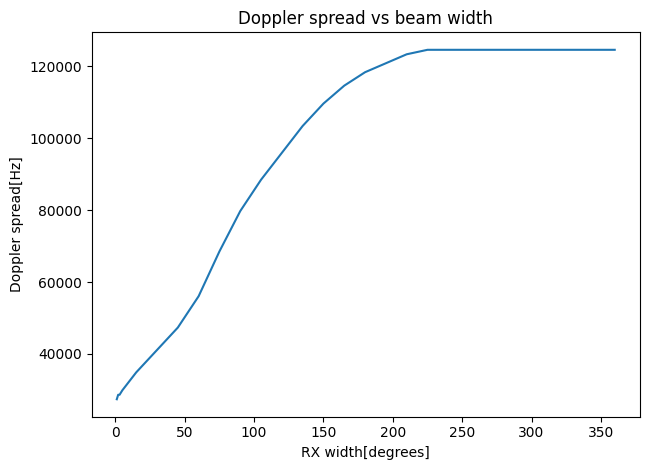 Doppler spread vs beam width
Doppler spread[Hz]
120000
100000
80000
60000
40000
0 50 100 150 200 250 300 350
RX width[degrees]